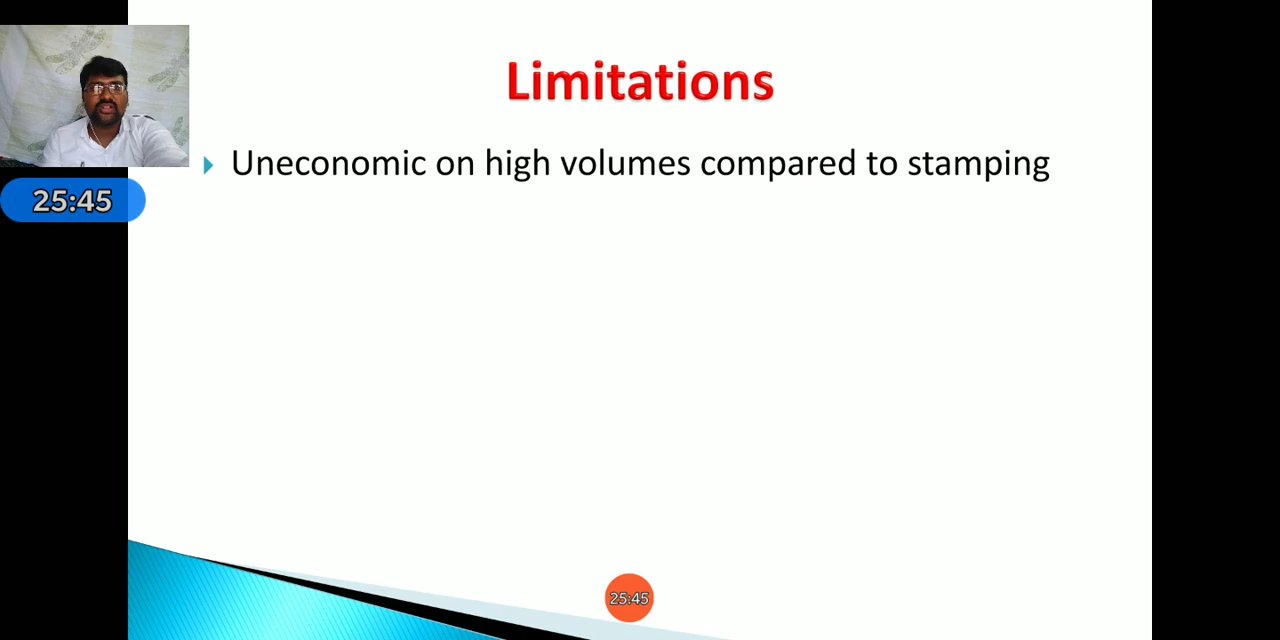 Limitations
Uneconomic on high volumes compared to stamping
25:45
25:45